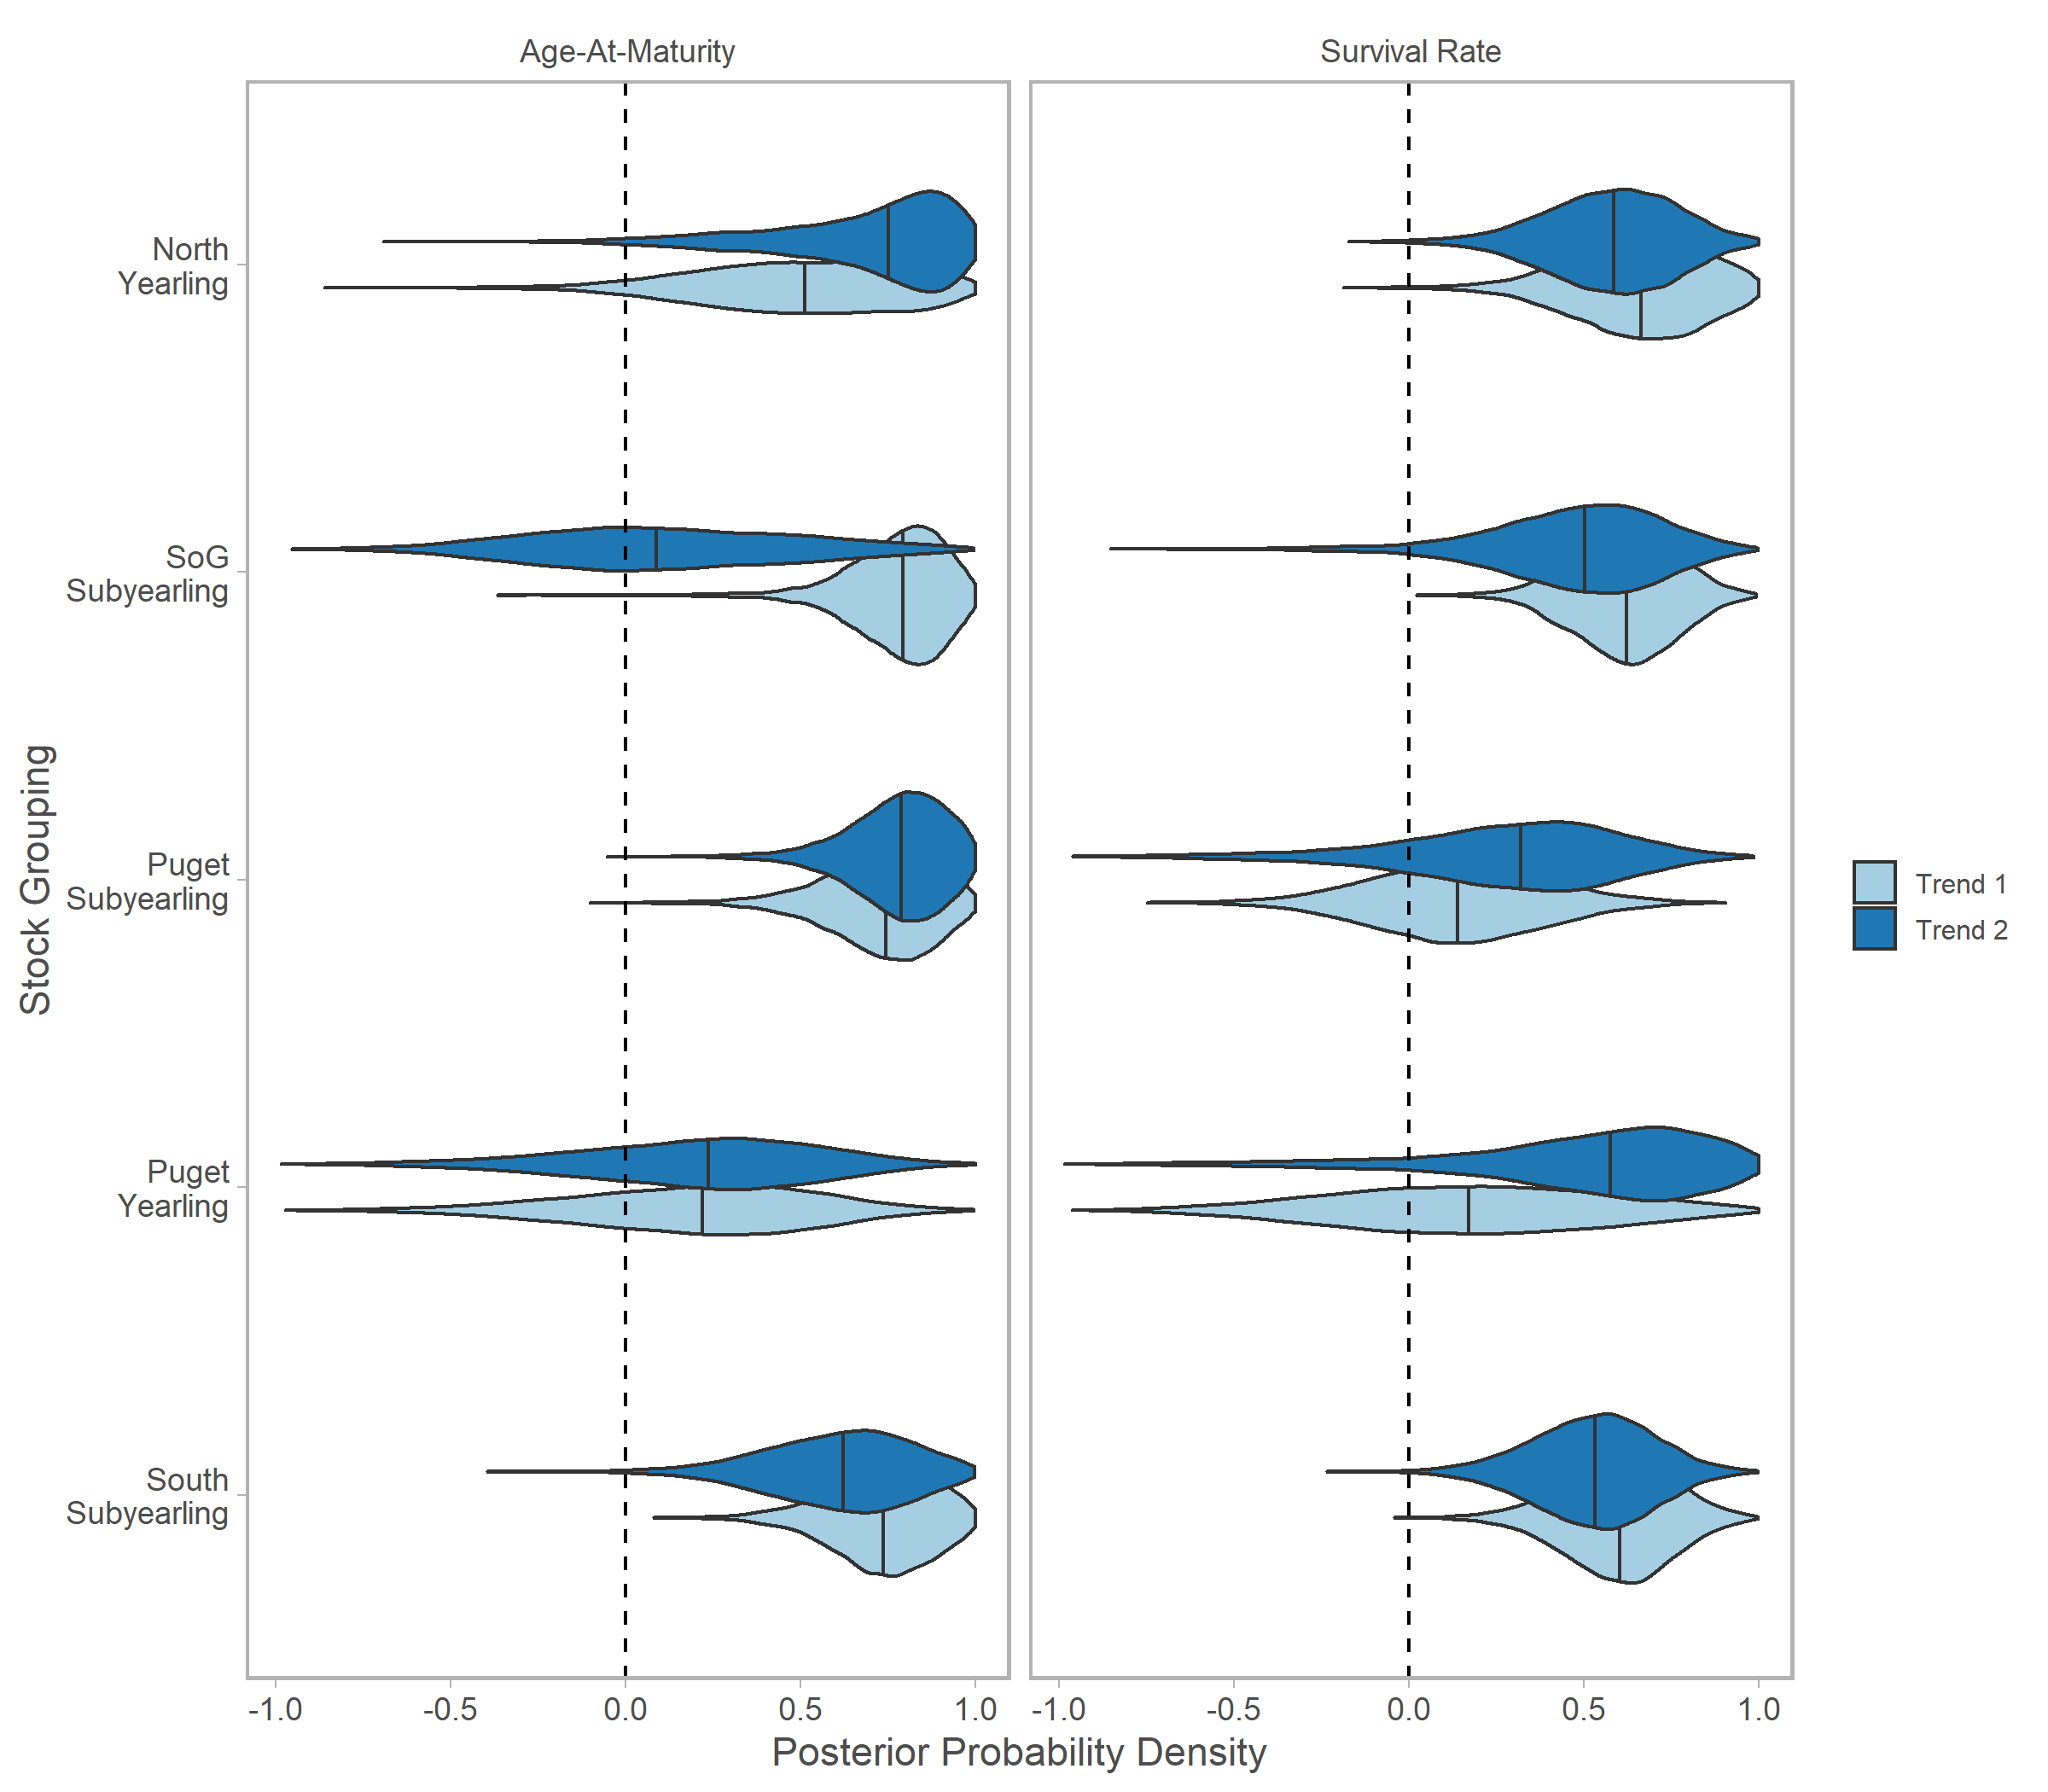 Age-At-Maturity
Survival Rate
North
Yearling
SoG
Subyearling
Puget
Subyearling
Puget
Yearling
South
Subyearling
Stock Grouping
Trend 1
Trend 2
-1.0 -0.5 0.0 0.5 1.0
-1.0 -0.5 0.0 0.5 1.0
Posterior Probability Density